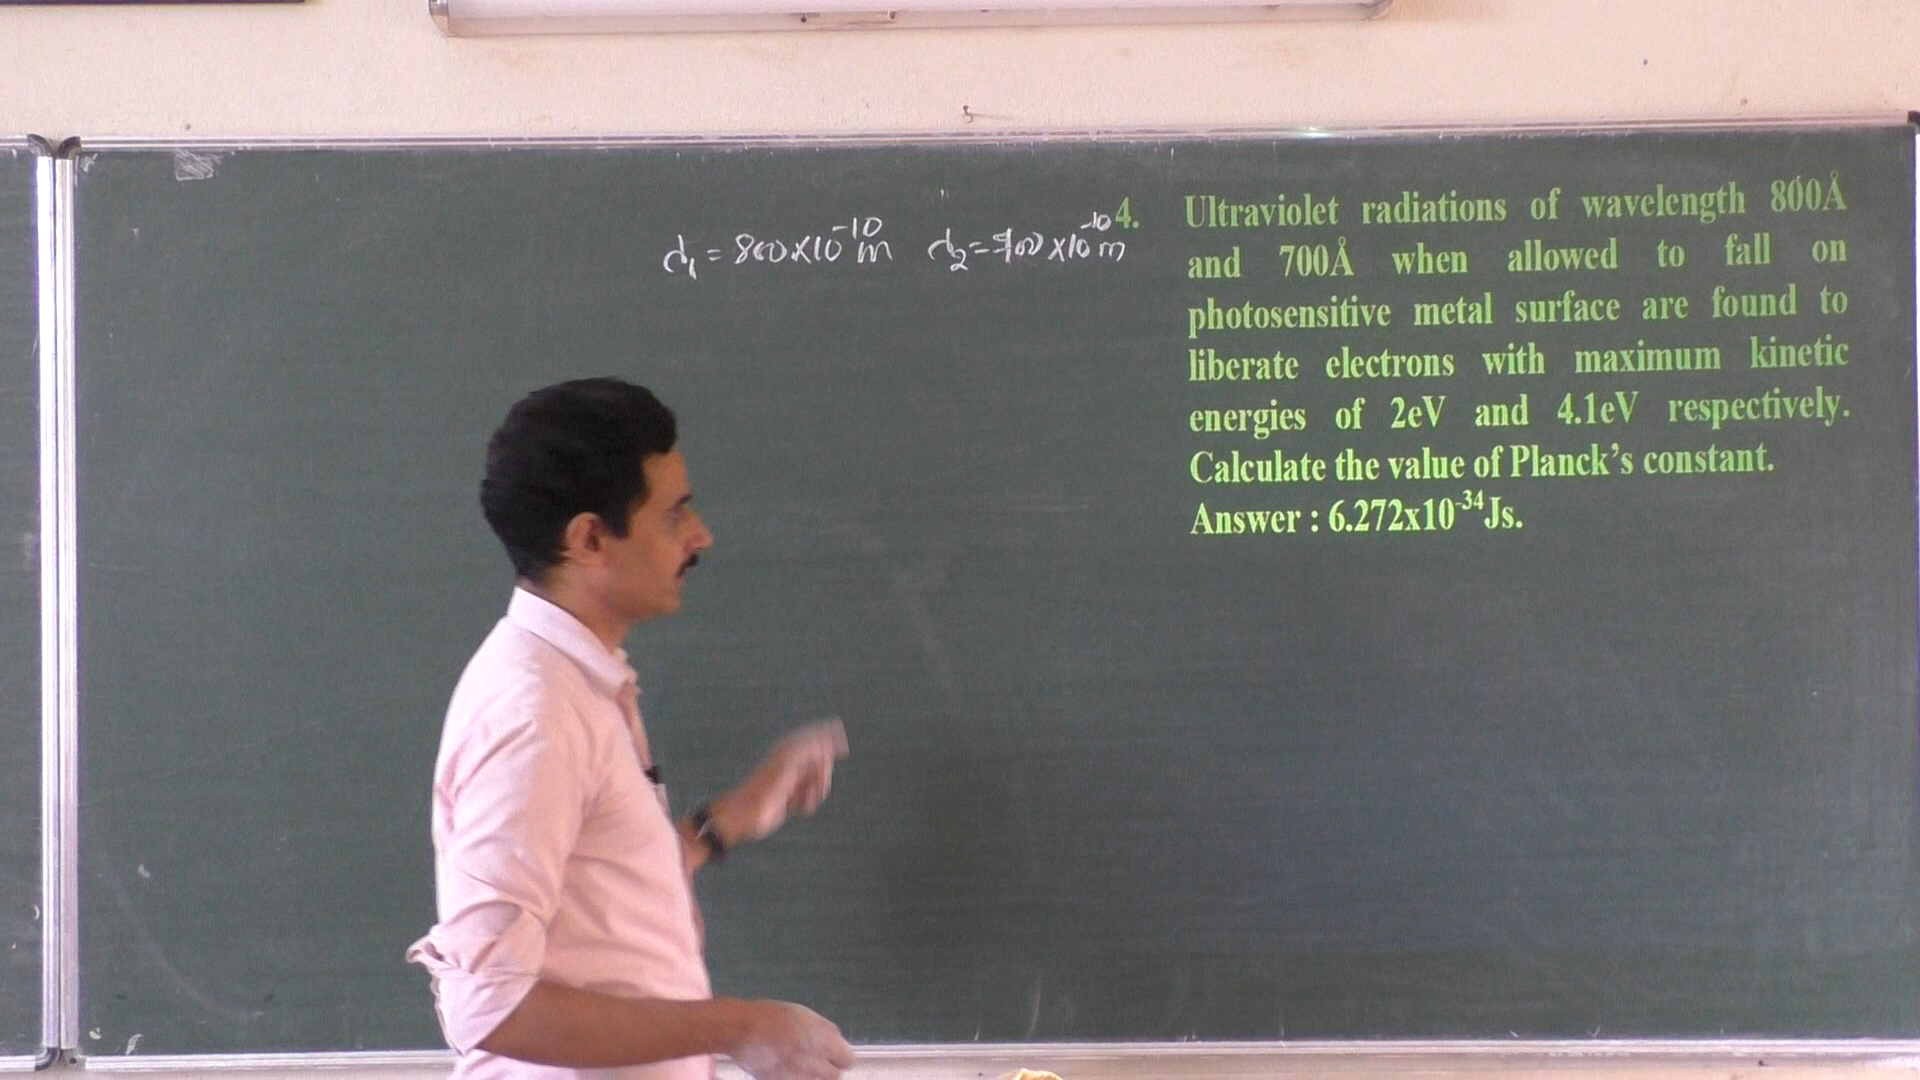 λ₁ = 800×10⁻¹⁰m λ₂ = 700×10⁻¹⁰m
4. Ultraviolet radiations of wavelength 800Å
and 700Å when allowed to fall on
photosensitive metal surface are found to
liberate electrons with maximum kinetic
energies of 2eV and 4.1eV respectively.
Calculate the value of Planck’s constant.
Answer : 6.272x10⁻³⁴Js.